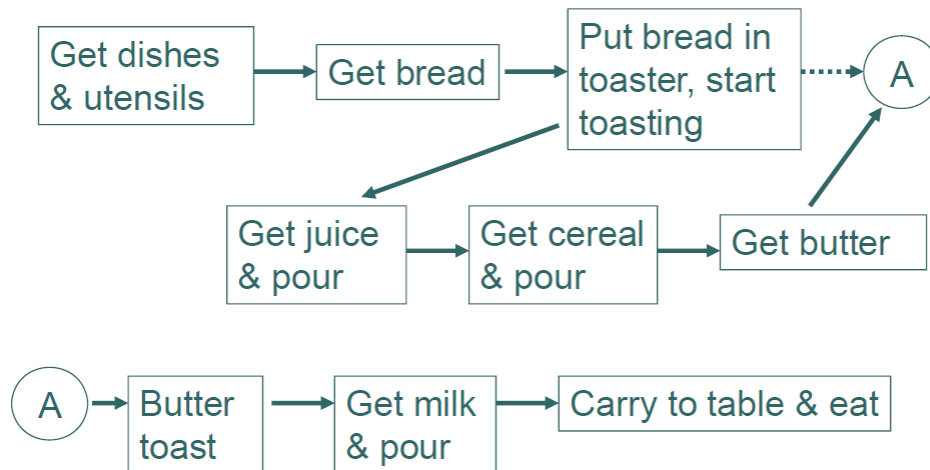 Get dishes
& utensils
Get bread
Put bread in
toaster, start
toasting
A
Get juice
& pour
Get cereal
& pour
Get butter
A
Butter
toast
Get milk
& pour
Carry to table & eat